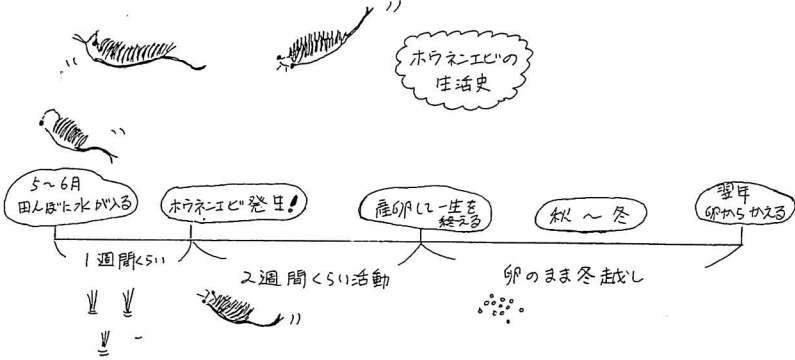 ホウネンエビの
生活史
5～6月
田んぼに水が入る
ホウネンエビ発生!
産卵して一生を
終える
秋～冬
翌年
卵からかえる
1週間くらい
2週間くらい活動
卵のまま冬越し